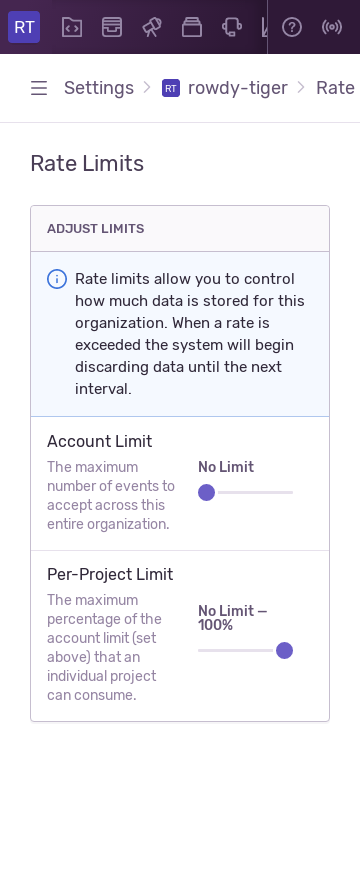 RT
Settings
RT
rowdy-tiger
Rate
Rate Limits
ADJUST LIMITS
Rate limits allow you to control
how much data is stored for this
organization. When a rate is
exceeded the system will begin
discarding data until the next
interval.
Account Limit
The maximum
number of events to
accept across this
entire organization.
No Limit
Per-Project Limit
The maximum
percentage of the
account limit (set
above) that an
individual project
can consume.
No Limit —
100%